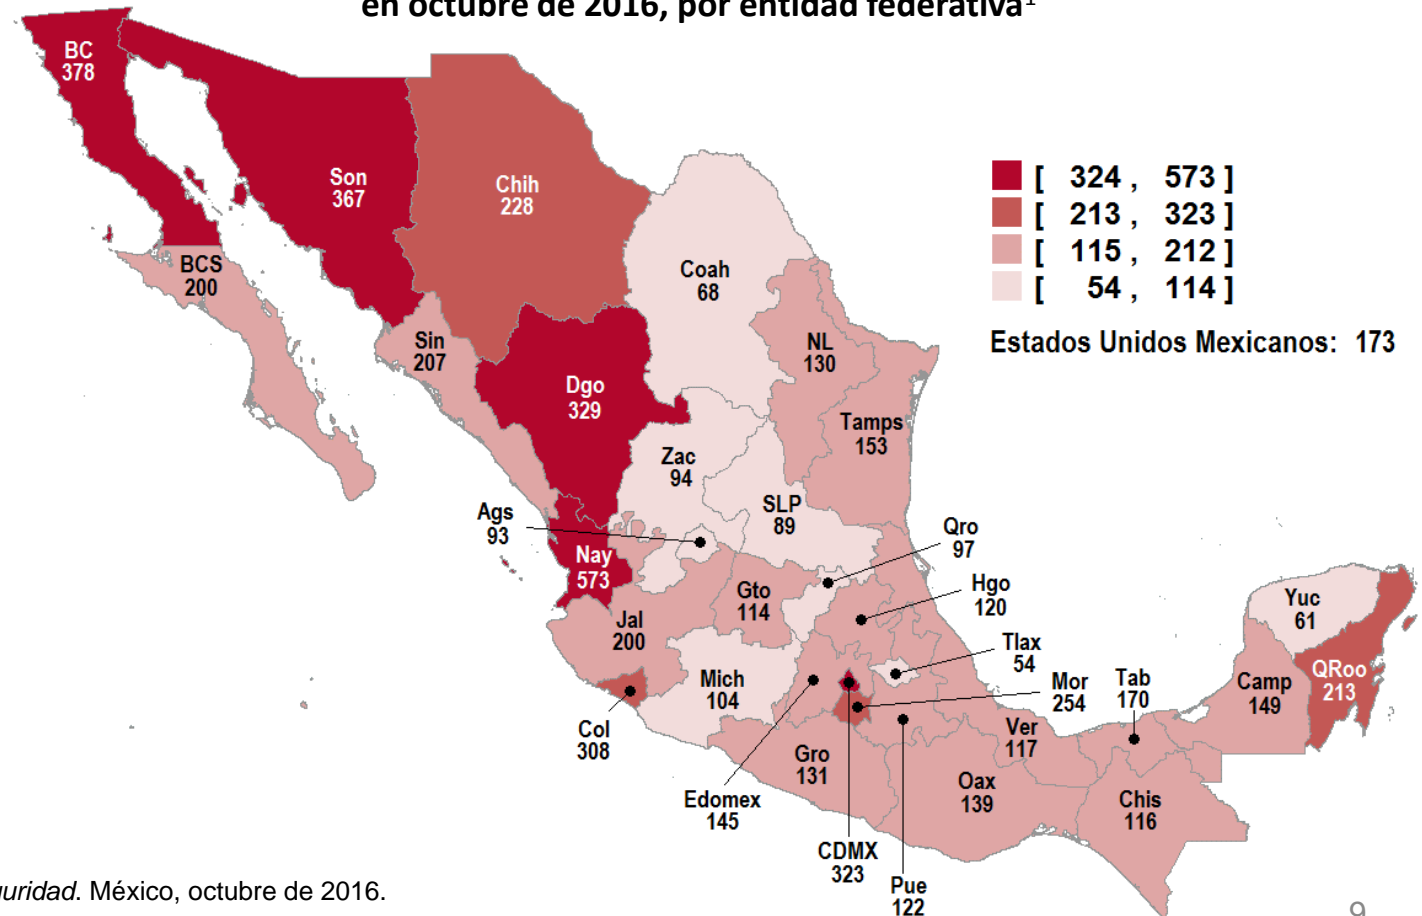 en octubre de 2016, por entidad federativa¹
BC
378
Son
367
Chih
228
[ 324 , 573 ]
[ 213 , 323 ]
[ 115 , 212 ]
[ 54 , 114 ]
Estados Unidos Mexicanos: 173
BCS
200
Coah
68
Sin
207
NL
130
Dgo
329
Tamps
153
Zac
94
SLP
89
Ags
93
Qro
97
Nay
573
Hgo
120
Gto
114
Yuc
61
Jal
200
Tlax
54
QRoo
213
Mich
104
Mor
254
Tab
170
Camp
149
Col
308
Ver
117
Gro
131
Oax
139
Chis
116
Edomex
145
CDMX
323
Pue
122
guridad. México, octubre de 2016.
9